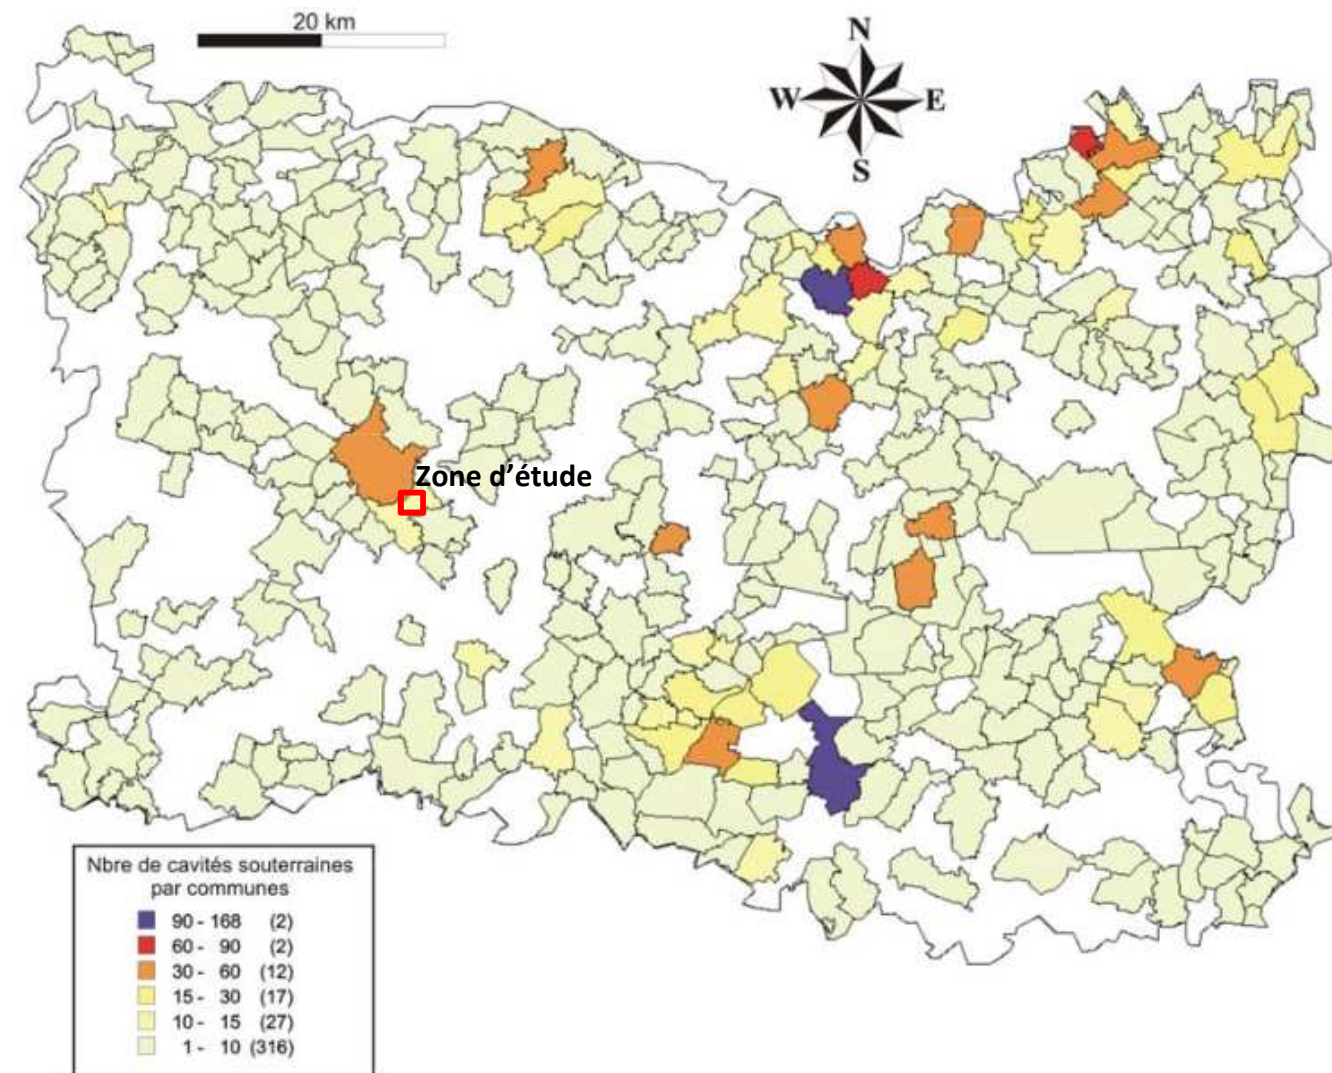 20 km
N
W E
S
Zone d’étude
Nbre de cavités souterraines
par communes
90 - 168 (2)
60 - 90 (2)
30 - 60 (12)
15 - 30 (17)
10 - 15 (27)
1 - 10 (316)